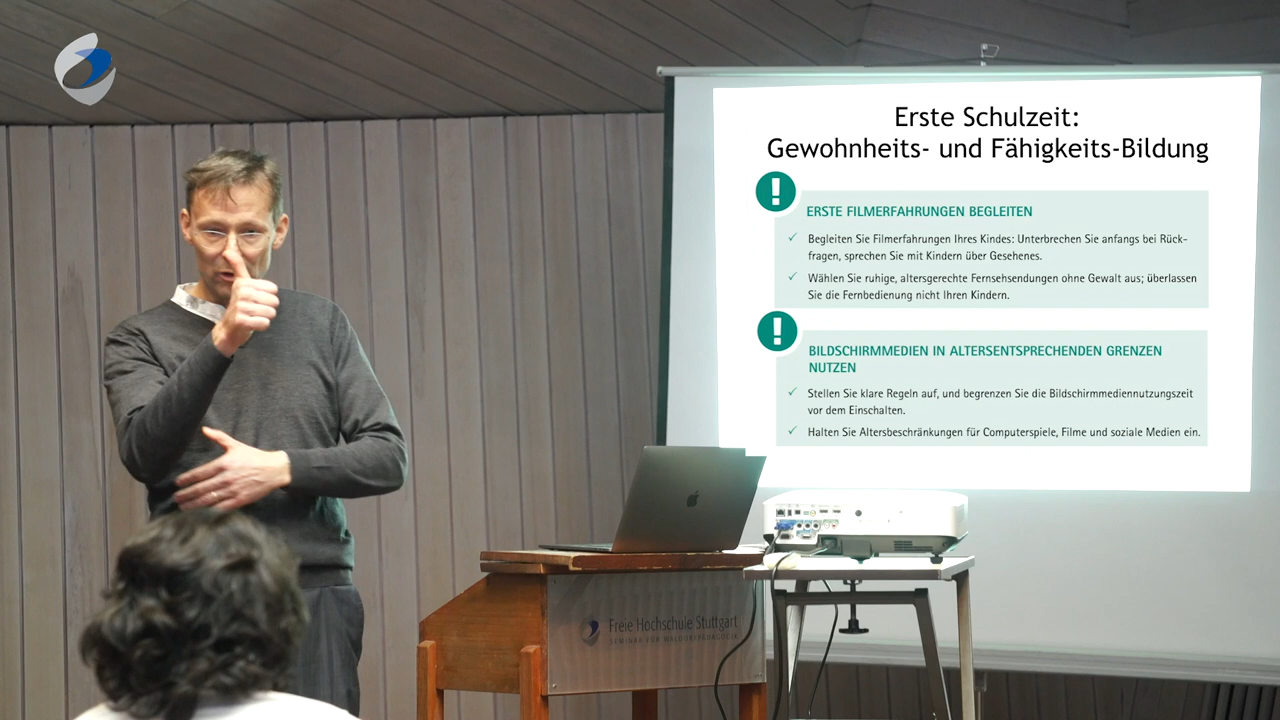 Erste Schulzeit:
Gewohnheits- und Fähigkeits-Bildung
!
ERSTE FILMERFAHRUNGEN BEGLEITEN
✓ Begleiten Sie Filmerfahrungen Ihres Kindes: Unterbrechen Sie anfangs bei Rück-
fragen, sprechen Sie mit Kindern über Gesehenes.
✓ Wählen Sie ruhige, altersgerechte Fernsehsendungen ohne Gewalt aus; überlassen
Sie die Fernbedienung nicht Ihren Kindern.
!
BILDSCHIRMMEDIEN IN ALTERSENTSPRECHENDEN GRENZEN
NUTZEN
✓ Stellen Sie klare Regeln auf, und begrenzen Sie die Bildschirmmediennutzungszeit
vor dem Einschalten.
✓ Halten Sie Altersbeschränkungen für Computerspiele, Filme und soziale Medien ein.
Freie Hochschule Stuttgart
SEMINAR FÜR WALDORFPÄDAGOGIK